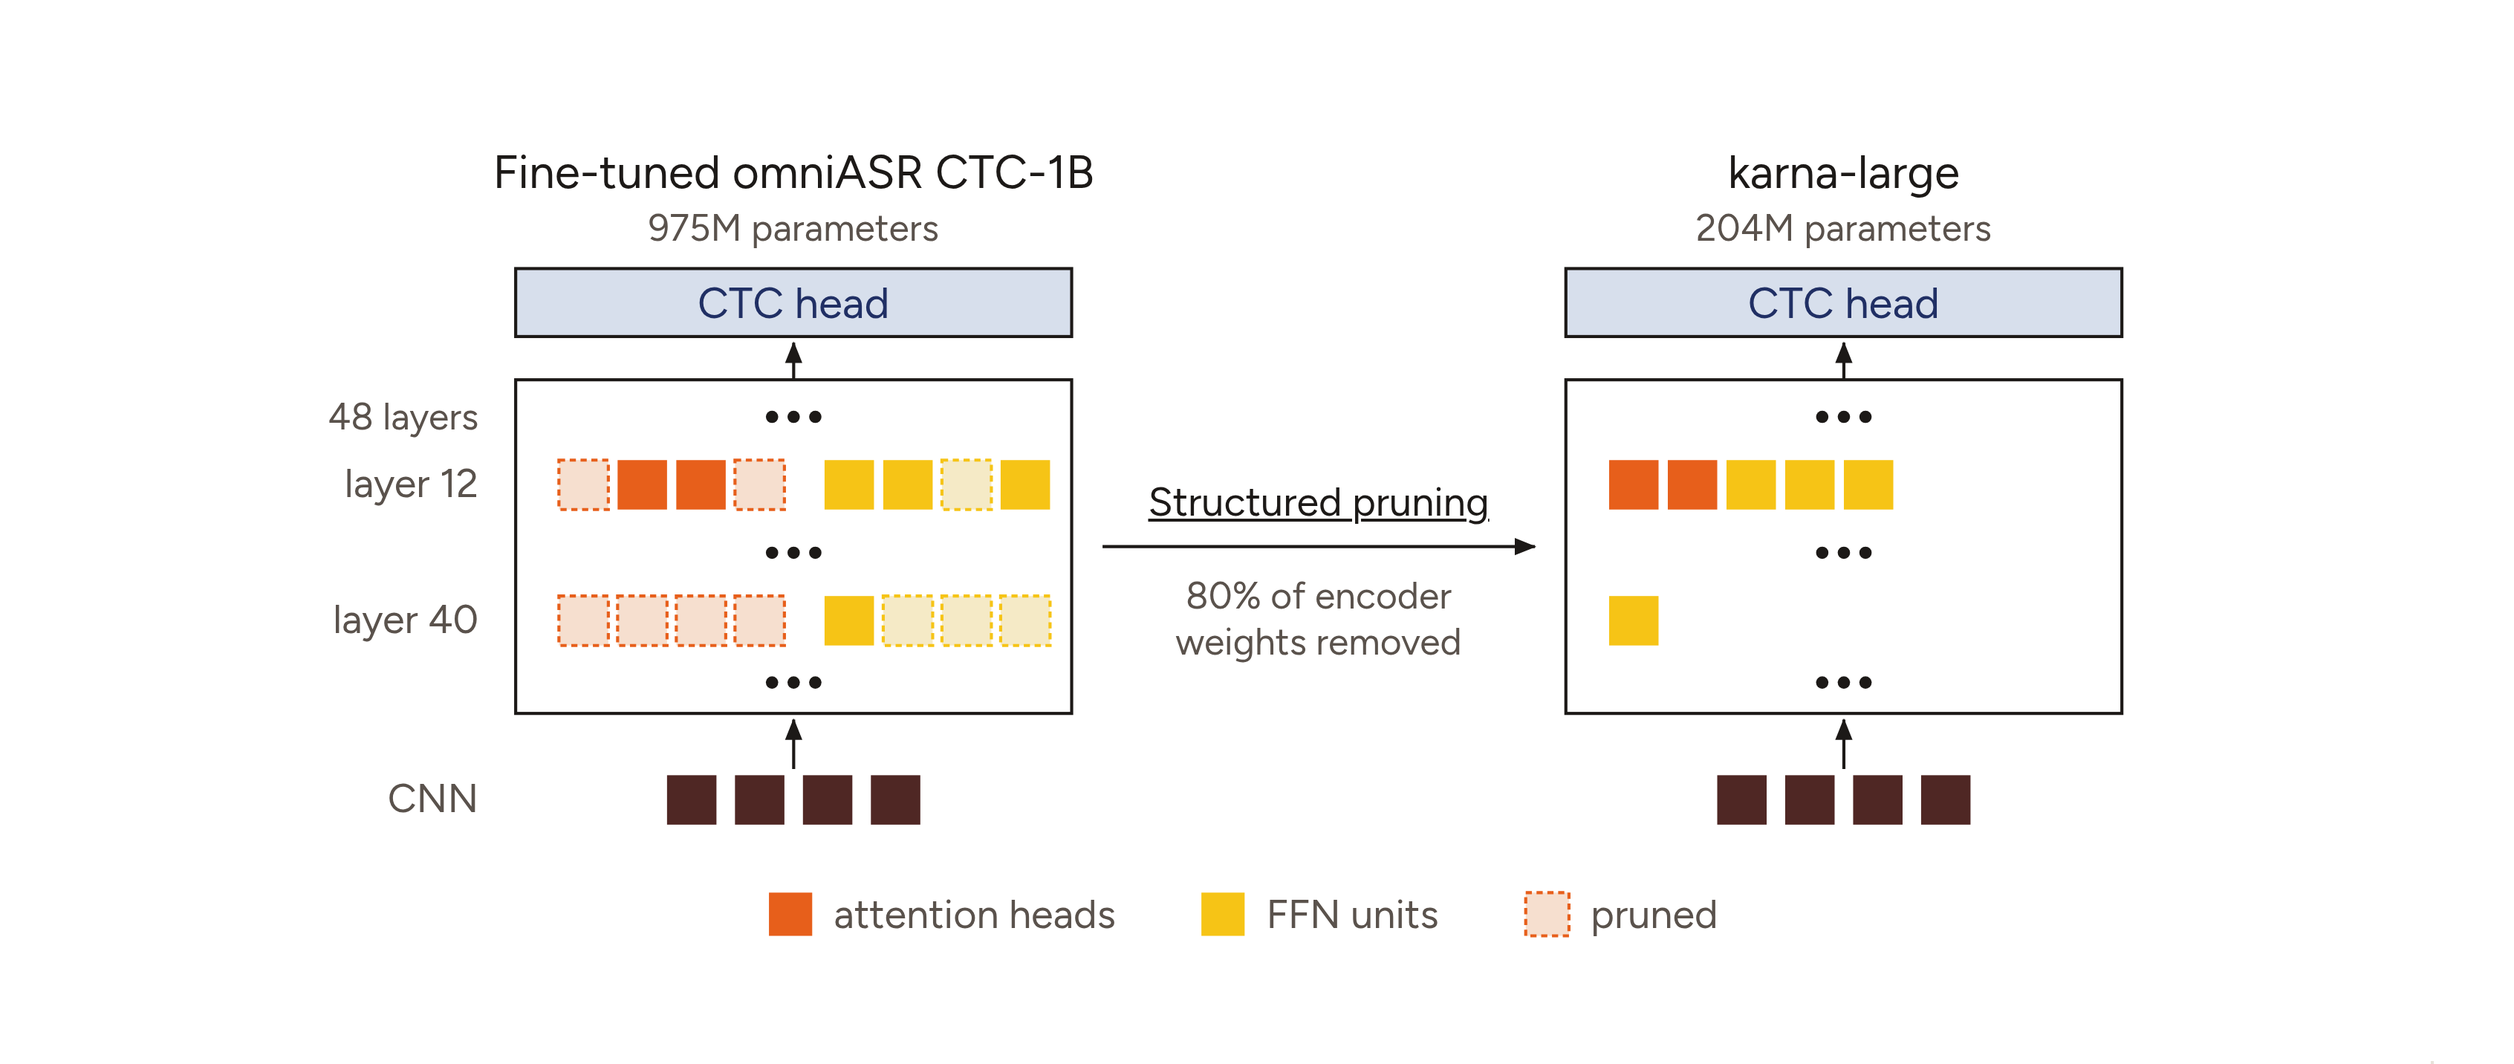 Fine-tuned omniASR CTC-1B
975M parameters
CTC head
48 layers
layer 12
layer 40
CNN
Structured pruning
80% of encoder
weights removed
karna-large
204M parameters
CTC head
attention heads
FFN units
pruned